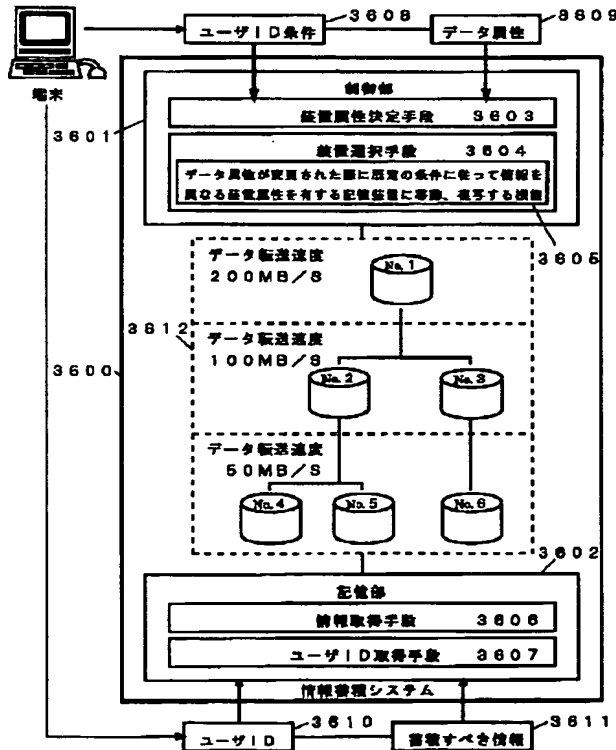 ユーザID条件
3608
データ属性
3609
端末
制御部
3601
装置属性決定手段 3603
装置選択手段 3604
データ属性が変更された際に所定の条件に従って情報を
異なる装置属性を有する記憶装置に移動、複写する機能
3605
データ転送速度
200MB/S
No.1
3612
データ転送速度
100MB/S
3600
No.2
No.3
データ転送速度
50MB/S
No.4
No.5
No.6
3602
記憶部
情報取得手段 3606
ユーザID取得手段 3607
情報蓄積システム
ユーザID
3610
蓄積すべき情報
3611